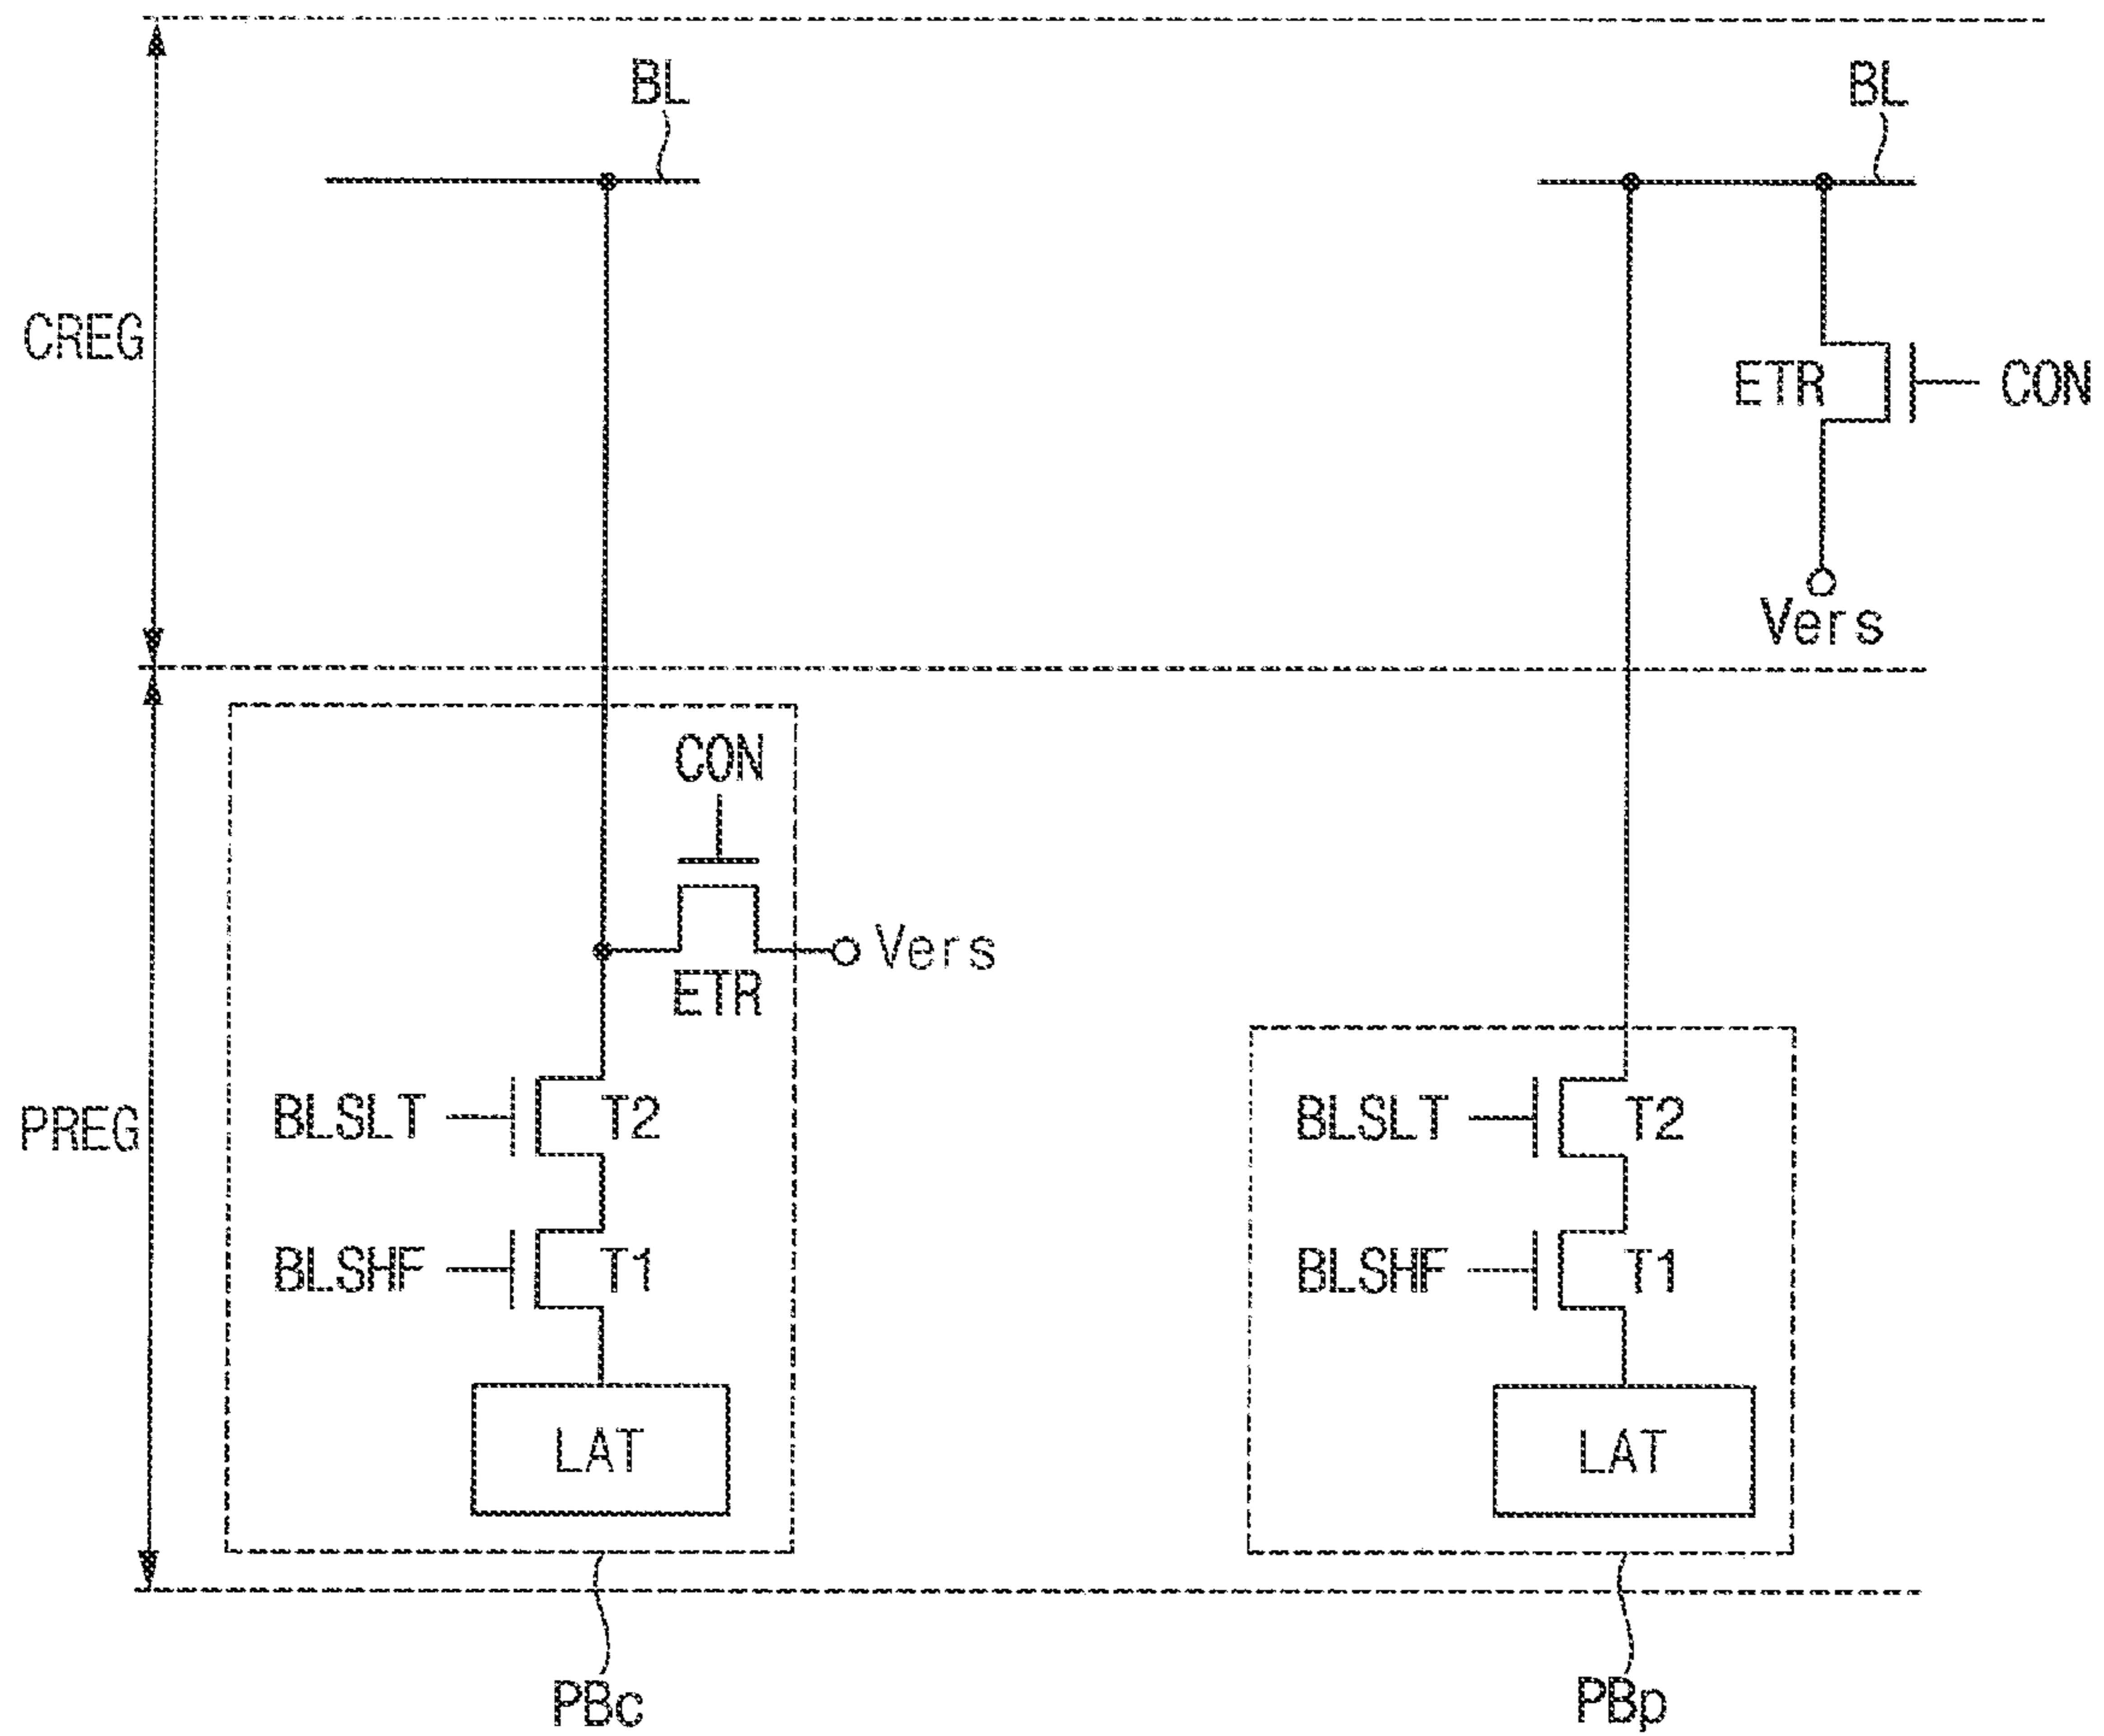 BL
BL
CREG
ETR
CON
Vers
CON
Vers
ETR
PREG
BLSLT
T2
BLSLT
T2
BLSHF
T1
BLSHF
T1
LAT
LAT
PBc
PBp